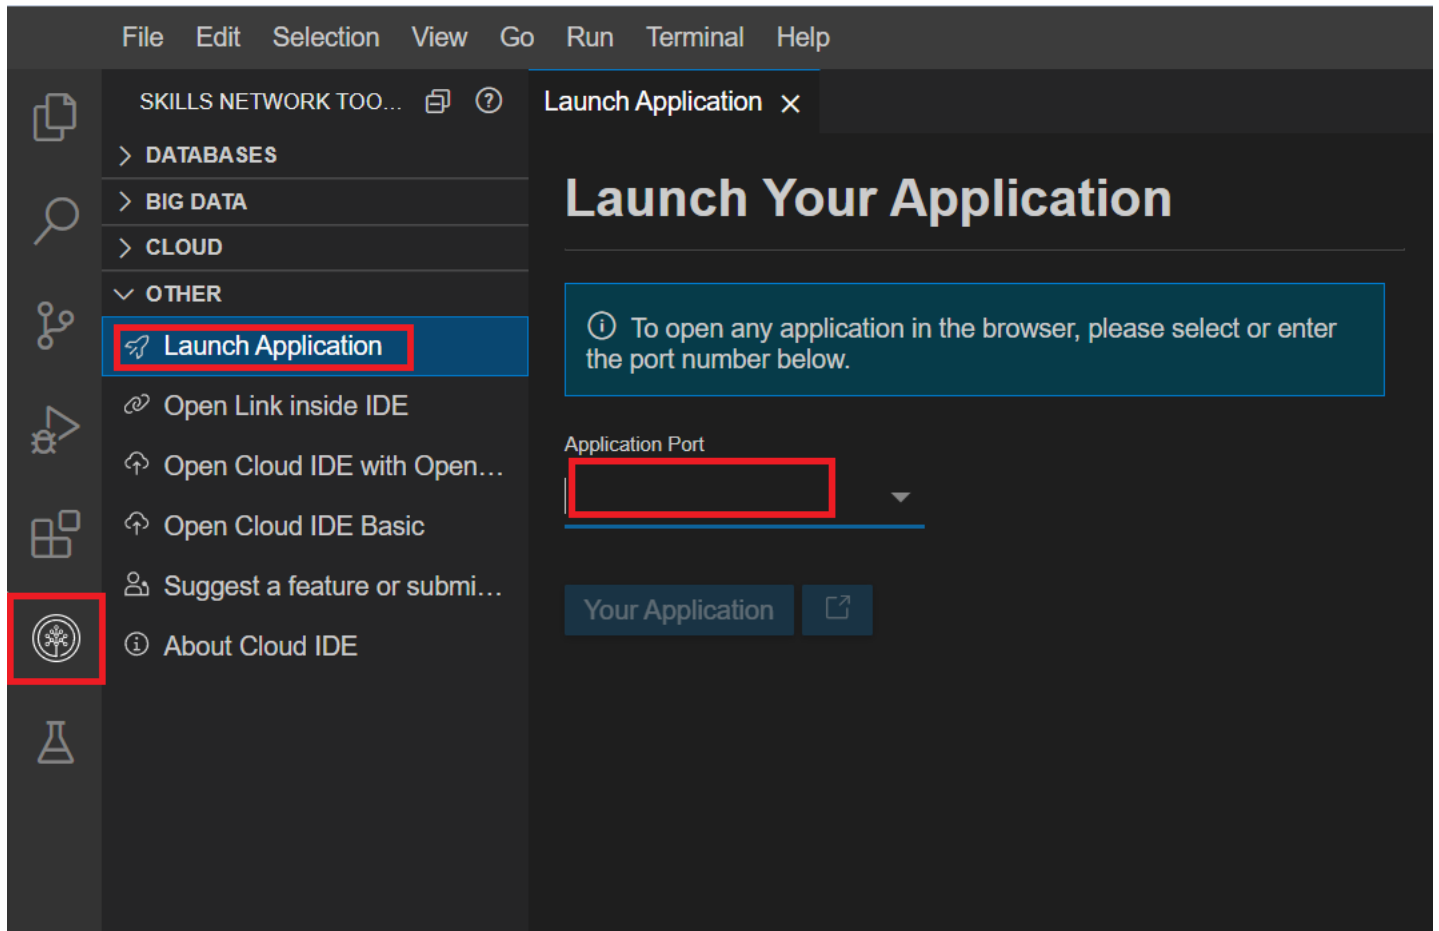 File Edit Selection View Go Run Terminal Help
SKILLS NETWORK TOO...
DATABASES
BIG DATA
CLOUD
OTHER
Launch Application
Open Link inside IDE
Open Cloud IDE with Open...
Open Cloud IDE Basic
Suggest a feature or submi...
About Cloud IDE
Launch Application
Launch Your Application
To open any application in the browser, please select or enter
the port number below.
Application Port
Your Application